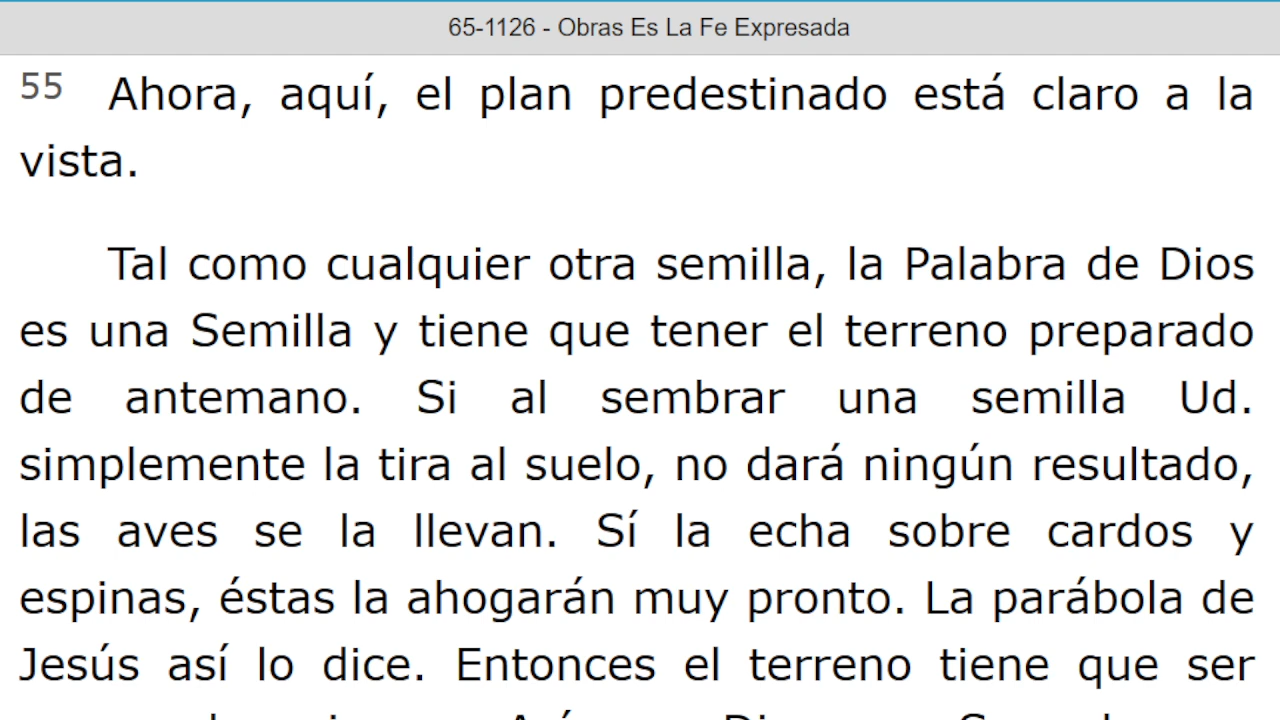 65-1126 - Obras Es La Fe Expresada
55 Ahora, aquí, el plan predestinado está claro a la
vista.
Tal como cualquier otra semilla, la Palabra de Dios
es una Semilla y tiene que tener el terreno preparado
de antemano. Si al sembrar una semilla Ud.
simplemente la tira al suelo, no dará ningún resultado,
las aves se la llevan. Sí la echa sobre cardos y
espinas, éstas la ahogarán muy pronto. La parábola de
Jesús así lo dice. Entonces el terreno tiene que ser